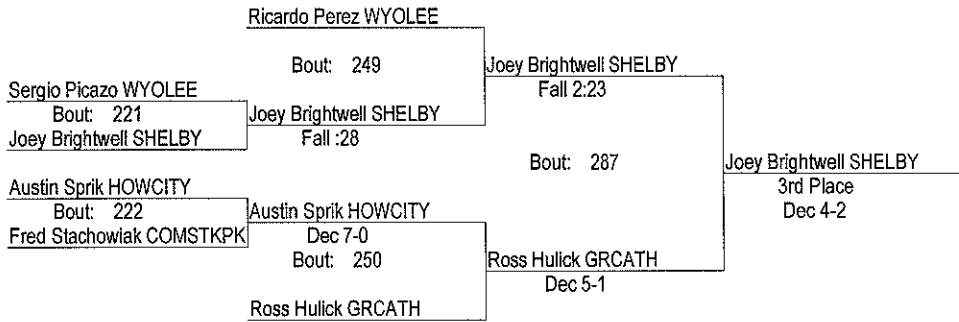 Ricardo Perez WYOLEE
Bout: 249
Joey Brightwell SHELBY
Fall 2:23
Sergio Picazo WYOLEE
Bout: 221
Joey Brightwell SHELBY
Joey Brightwell SHELBY
Fall :28
Bout: 287
Joey Brightwell SHELBY
3rd Place
Dec 4-2
Austin Sprik HOWCITY
Bout: 222
Fred Stachowiak COMSTKPK
Austin Sprik HOWCITY
Dec 7-0
Bout: 250
Ross Hulick GRCATH
Dec 5-1
Ross Hulick GRCATH